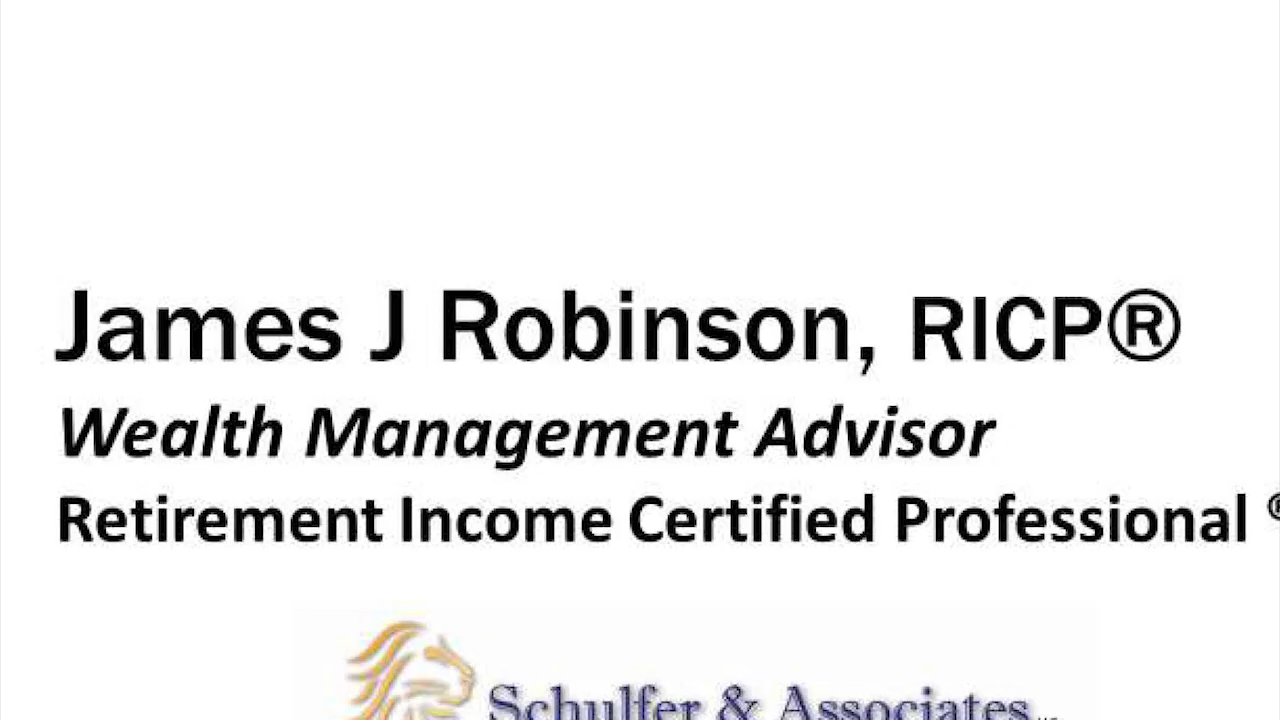 James J Robinson, RICP®
Wealth Management Advisor
Retirement Income Certified Professional ®
Schulfer & Associates